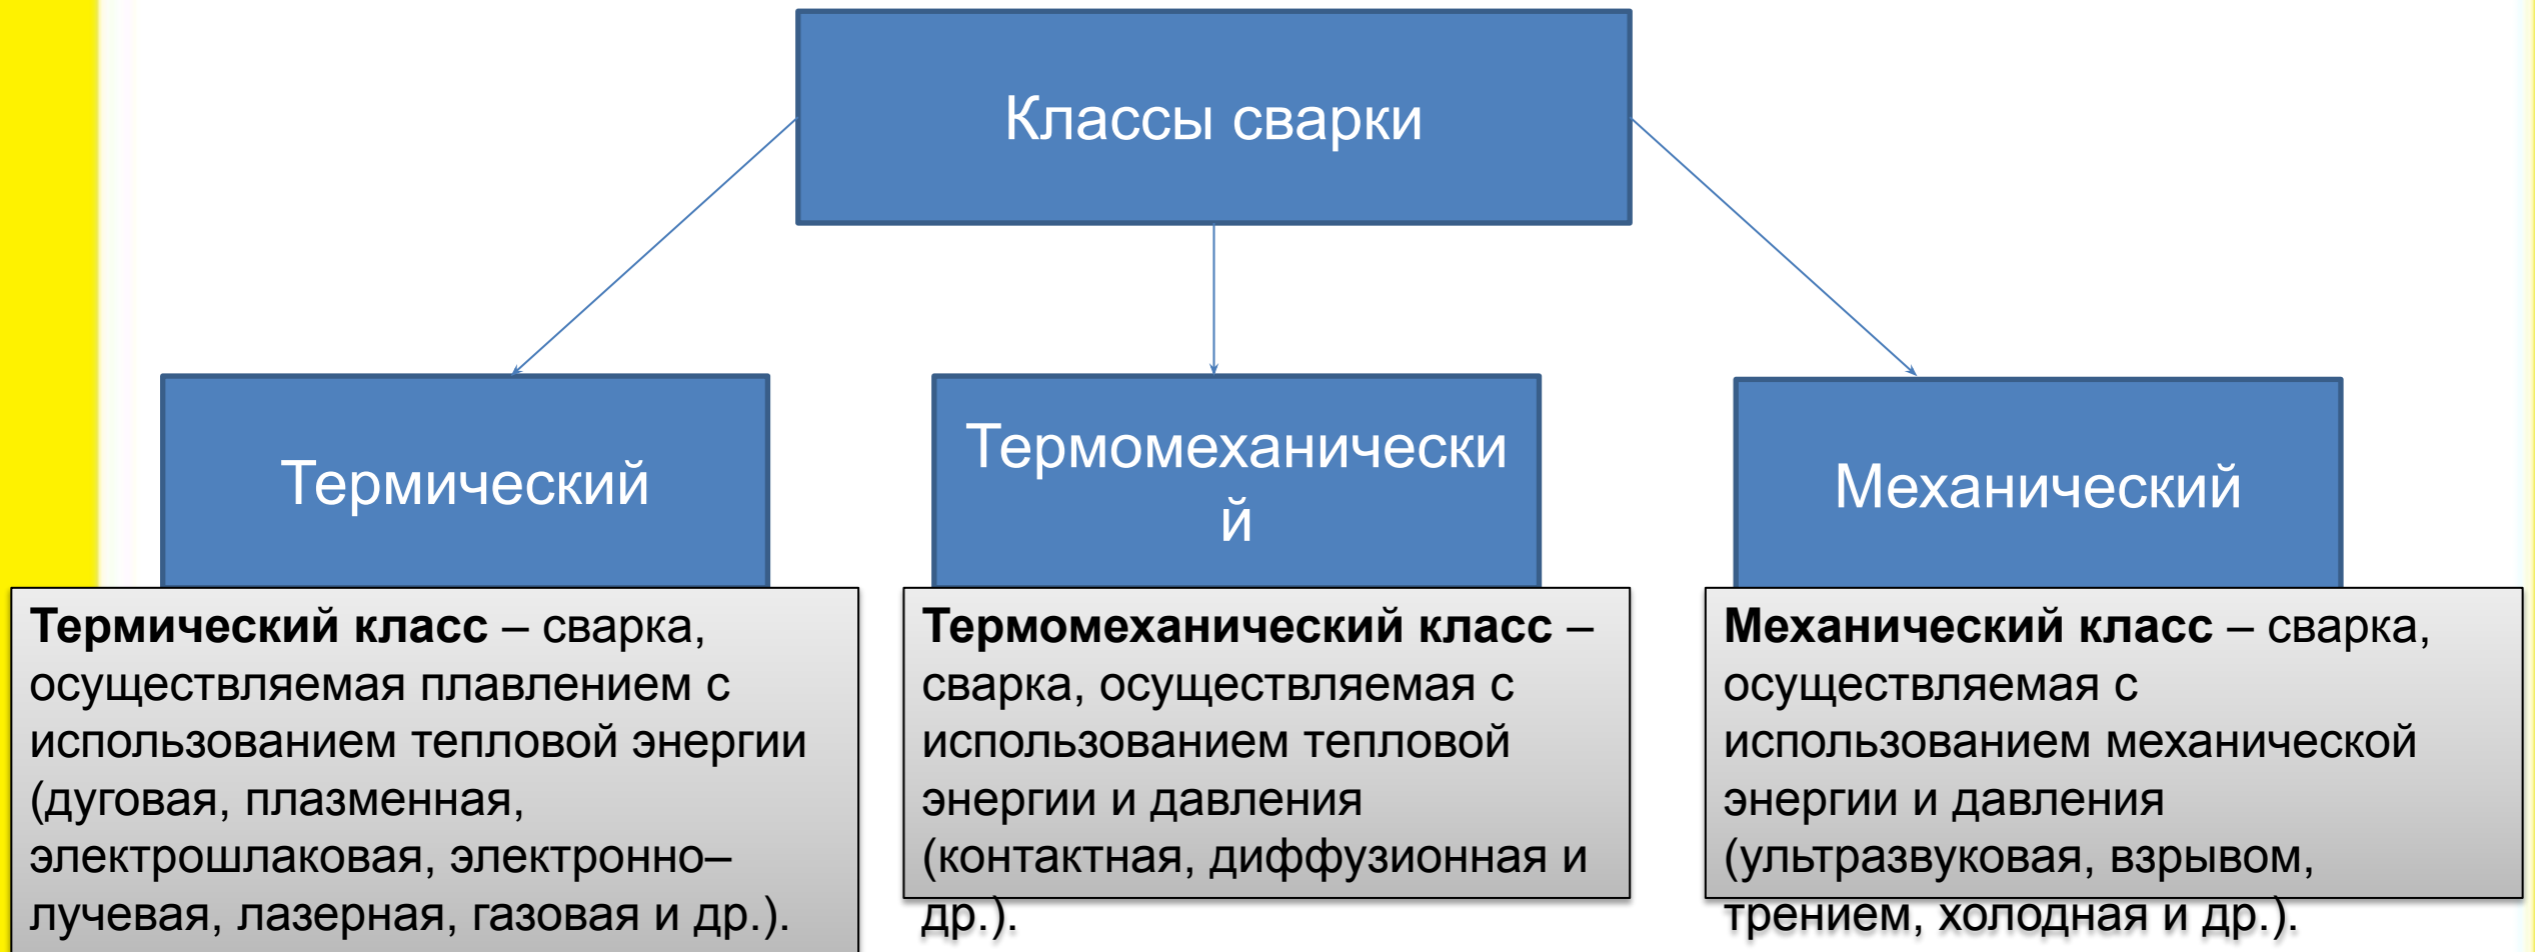 Классы сварки
Термический
Термомеханически
й
Механический
Термический класс – сварка,
осуществляемая плавлением с
использованием тепловой энергии
(дуговая, плазменная,
электрошлаковая, электронно–
лучевая, лазерная, газовая и др.).
Термомеханический класс –
сварка, осуществляемая с
использованием тепловой
энергии и давления
(контактная, диффузионная и
др.).
Механический класс – сварка,
осуществляемая с
использованием механической
энергии и давления
(ультразвуковая, взрывом,
трением, холодная и др.).